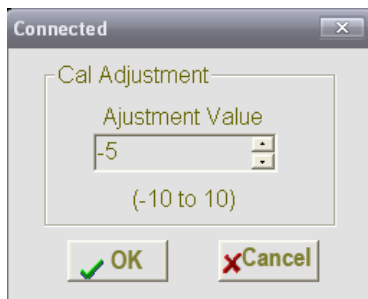 Connected
Cal Adjustment
Ajustment Value
-5
(-10 to 10)
OK Cancel